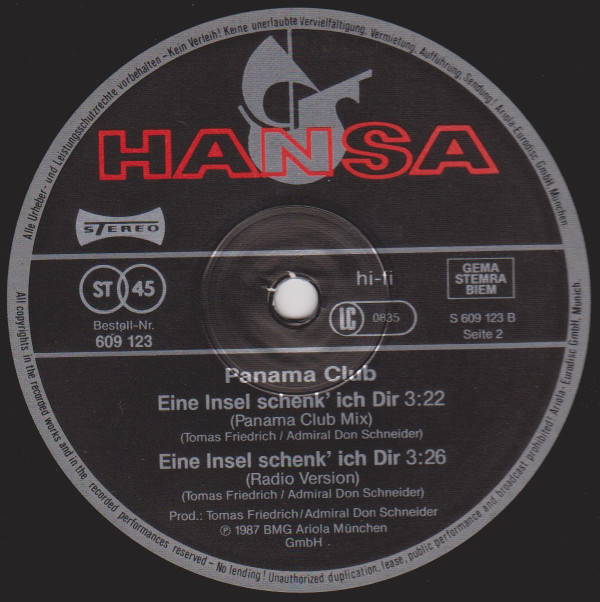 Alle Urheber- und Leistungsschutzrechte vorbehalten – Kein Verleih! Keine unerlaubte Vervielfältigung, Vermietung, Aufführung, Sendung! Ariola-Eurodisc GmbH, München.
HANSA
STEREO
ST 45
Bestell-Nr.
609 123
hi-fi
LC 0835
GEMA
STEMRA
BIEM
S 609 123 B
Seite 2
Panama Club
Eine Insel schenk' ich Dir 3:22
(Panama Club Mix)
(Tomas Friedrich / Admiral Don Schneider)
Eine Insel schenk' ich Dir 3:26
(Radio Version)
(Tomas Friedrich / Admiral Don Schneider)
Prod.: Tomas Friedrich/Admiral Don Schneider
℗ 1987 BMG Ariola München
GmbH
All copyrights in the recorded works and in the recorded performances reserved – No lending! Unauthorized duplication, lease, public performance and broadcast prohibited! Ariola-Eurodisc GmbH, Munich.